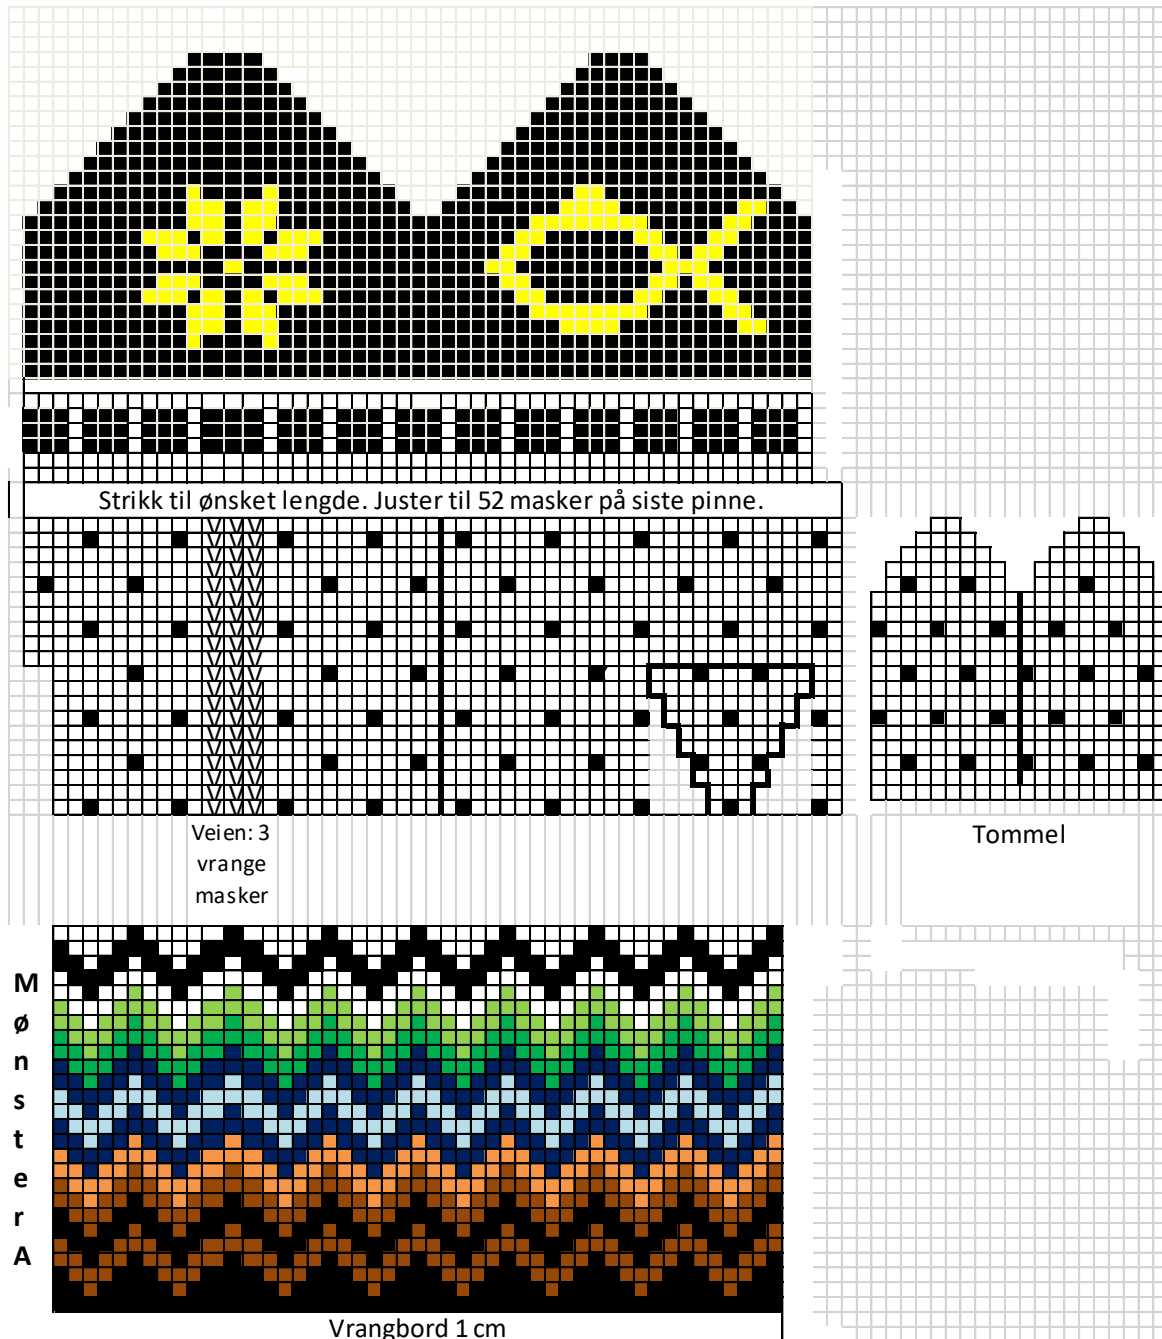 Strikk til ønsket lengde. Juster til 52 masker på siste pinne.
Veien: 3
vrange
masker
Tommel
Mønster A
Vrangbord 1 cm